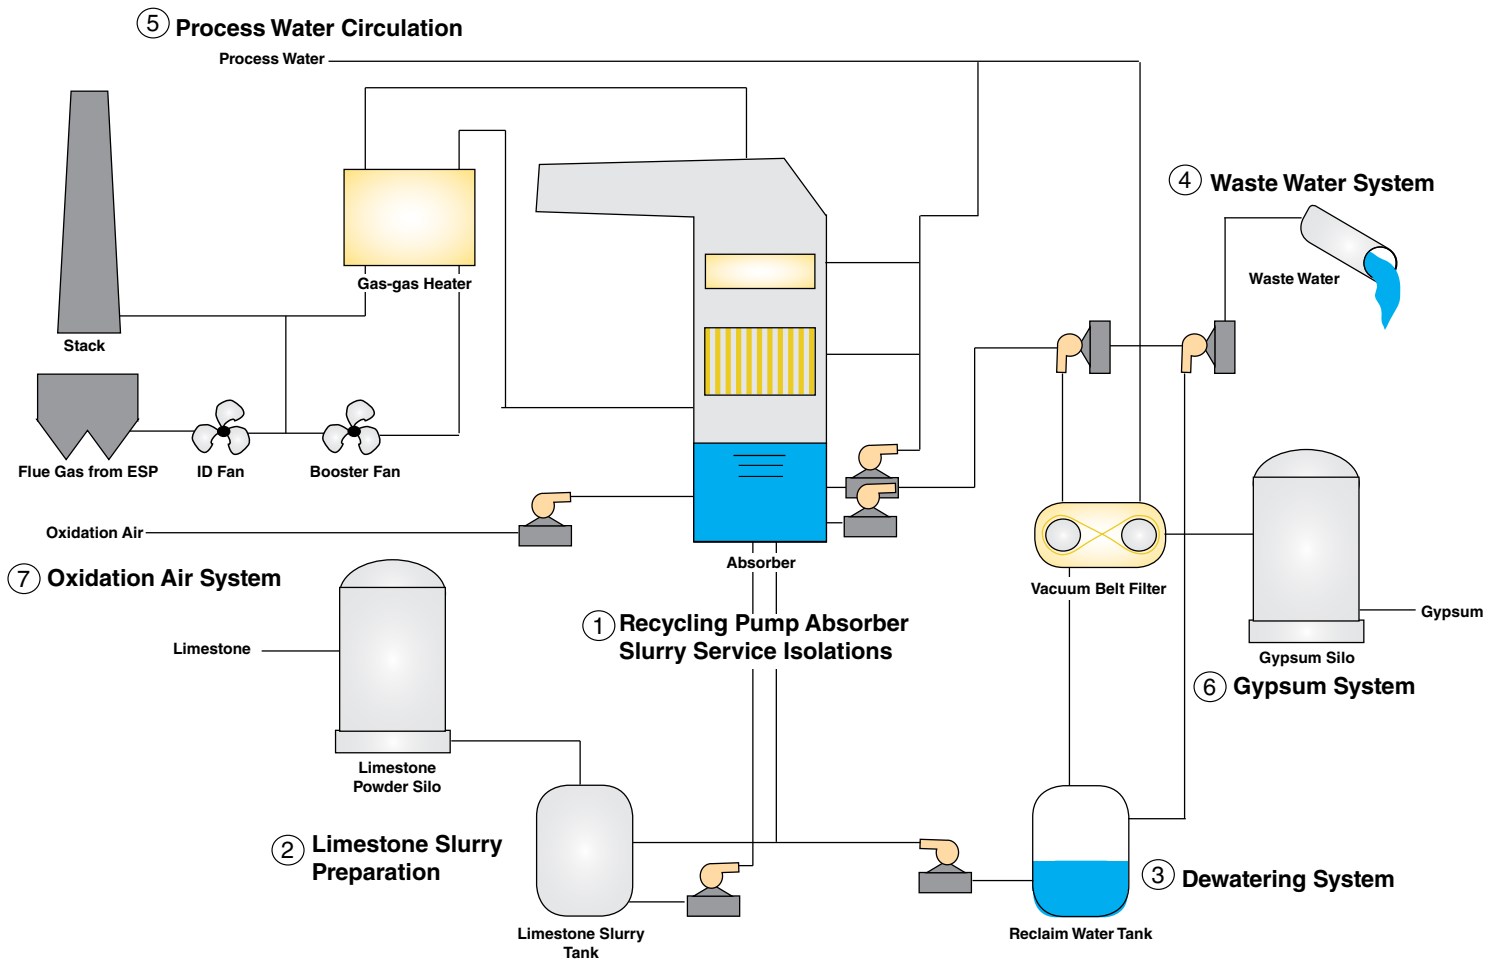 5 Process Water Circulation
Process Water
4 Waste Water System
Waste Water
Gas-gas Heater
Stack
Flue Gas from ESP
ID Fan
Booster Fan
Oxidation Air
7 Oxidation Air System
Absorber
Vacuum Belt Filter
1 Recycling Pump Absorber
Slurry Service Isolations
Gypsum
Gypsum Silo
6 Gypsum System
Limestone
Limestone
Powder Silo
2 Limestone Slurry
Preparation
Limestone Slurry
Tank
3 Dewatering System
Reclaim Water Tank